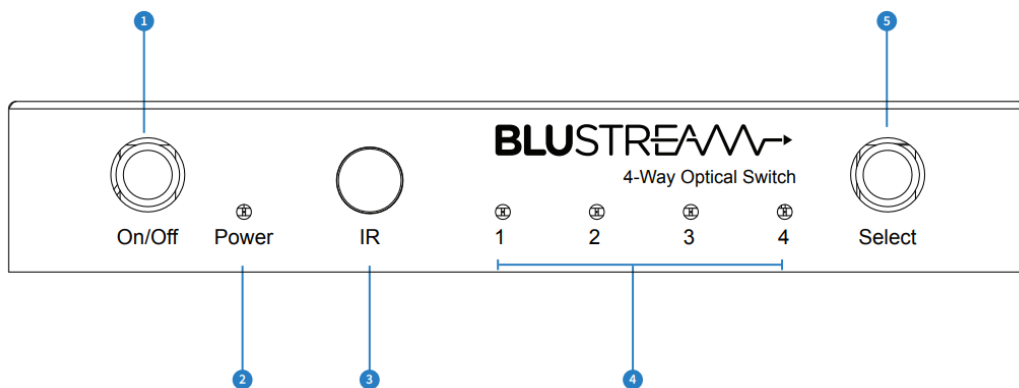 1
5
BLUSTREAM
4-Way Optical Switch
On/Off
Power
IR
1
2
3
4
Select
2
3
4